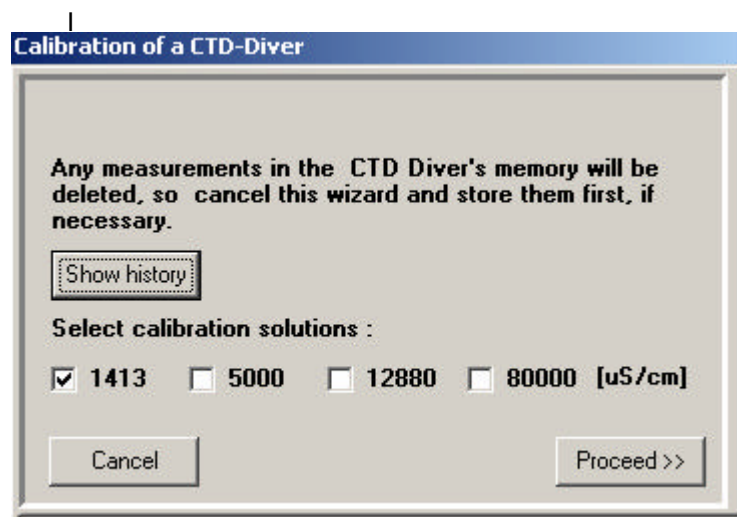 Calibration of a CTD-Diver
Any measurements in the CTD Diver's memory will be
deleted, so cancel this wizard and store them first, if
necessary.
Show history
Select calibration solutions :
1413 5000 12880 80000 [uS/cm]
Cancel Proceed >>